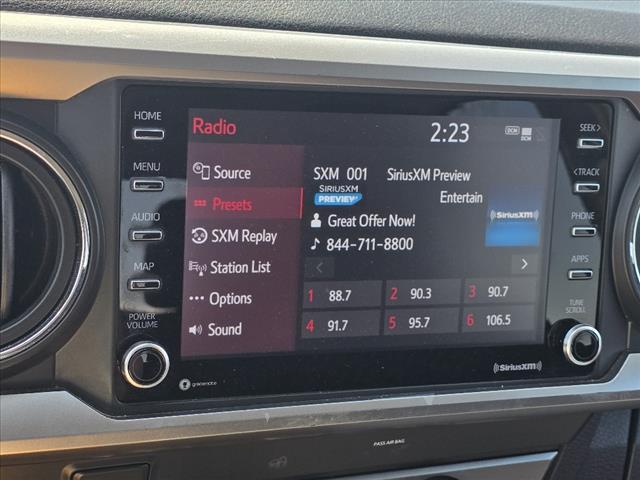 HOME
MENU
AUDIO
MAP
POWER
VOLUME
Radio
2:23
DCM
DCM
Source
Presets
SXM Replay
Station List
Options
Sound
SXM 001 SiriusXM Preview
SIRIUSXM
PREVIEW
Entertain
Great Offer Now!
844-711-8800
SiriusXM
1 88.7
2 90.3
3 90.7
4 91.7
5 95.7
6 106.5
SEEK>
<TRACK
PHONE
APPS
TUNE
SCROLL
gracenote
SiriusXM
PASS AIR BAG